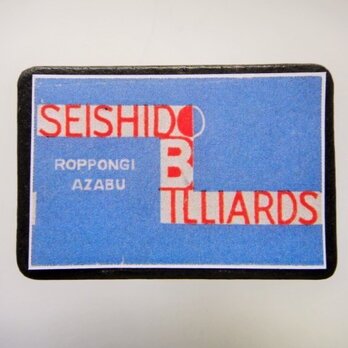 SEISHIDO
ROPPONGI
AZABU
BILLIARDS